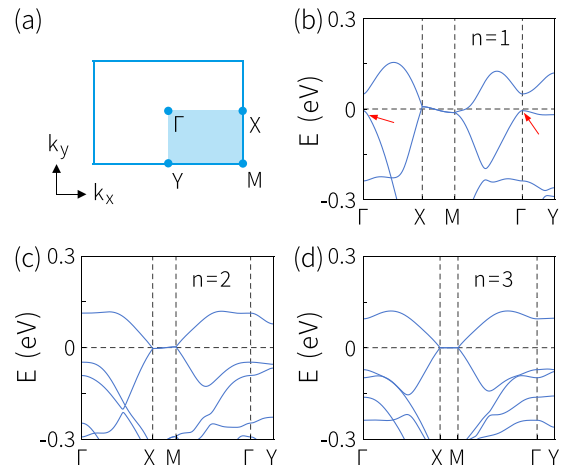 (a)
Γ
X
Y
M
k_y
k_x
(b)
n=1
E (eV)
0.3
0
-0.3
Γ X M Γ Y
(c)
n=2
E (eV)
0.3
0
-0.3
Γ X M Γ Y
(d)
n=3
E (eV)
0.3
0
-0.3
Γ X M Γ Y